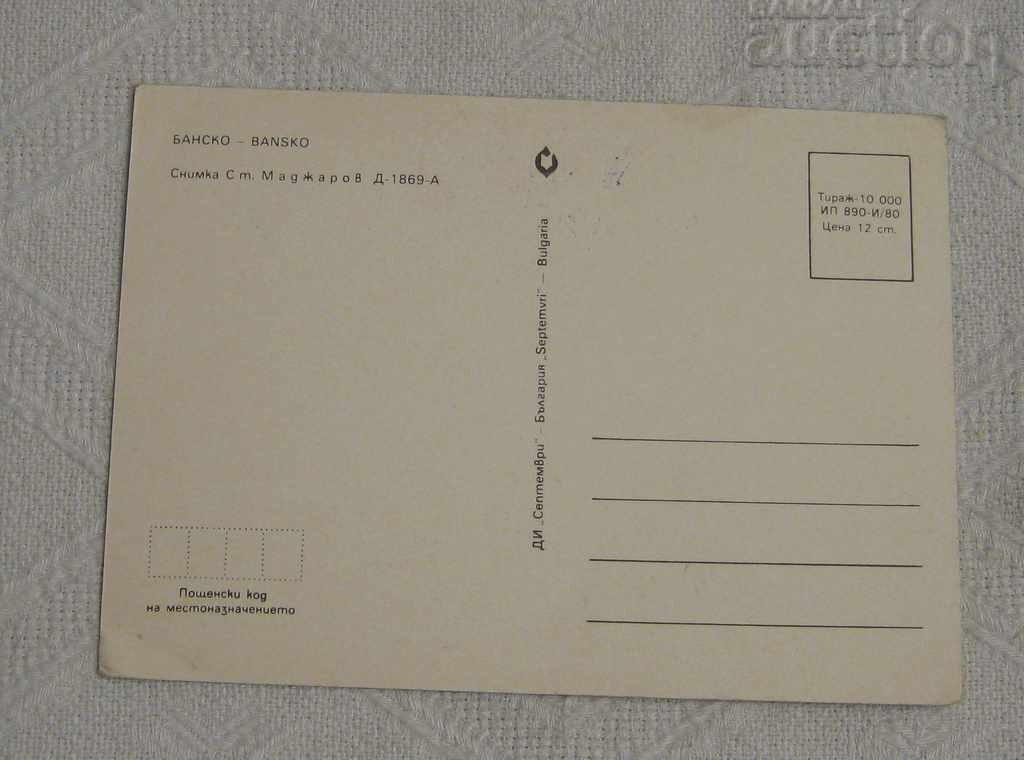 БАНСКО – BANSKO
Снимка Ст. Маджаров Д-1869-А
ДИ „Септември" – България „Septemvri" – Bulgaria
Тираж-10 000
ИП 890-И/80
Цена 12 ст.
Пощенски код
на местоназначението